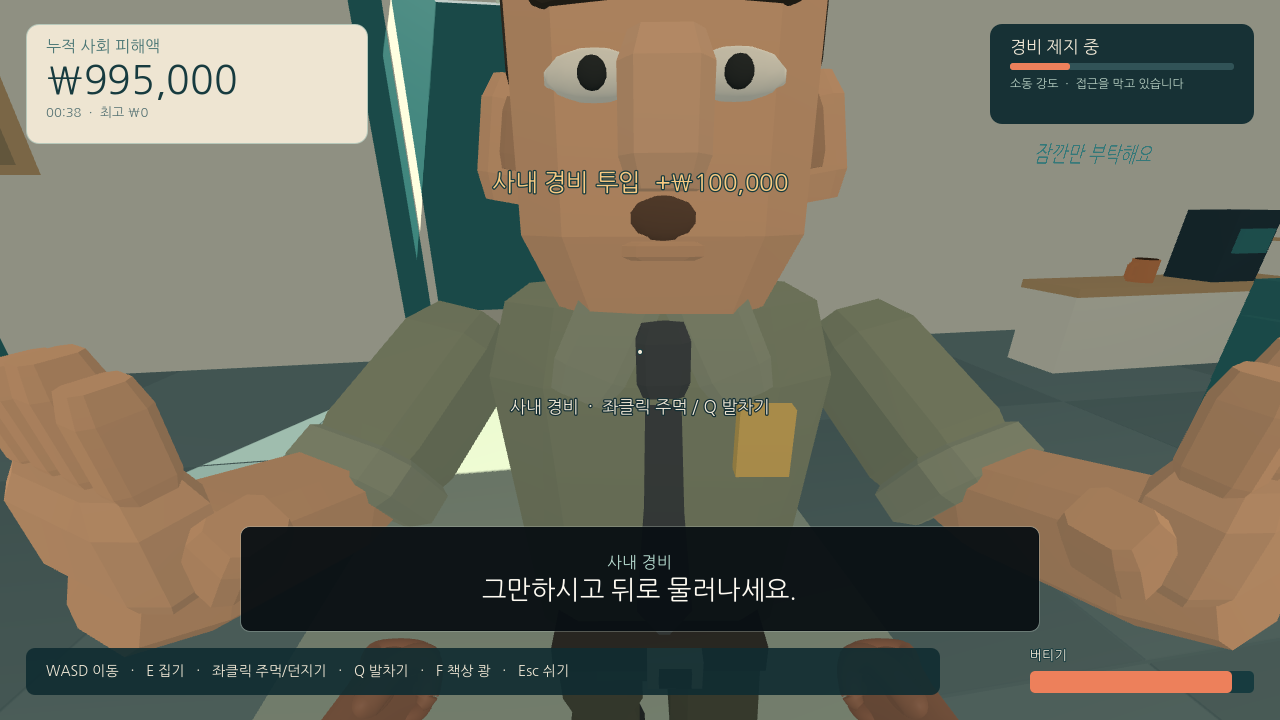 누적 사회 피해액
₩995,000
00:38 · 최고 ₩0
경비 제지 중
소동 강도 · 접근을 막고 있습니다
잠깐만 부탁해요
사내 경비 투입 +₩100,000
사내 경비 · 좌클릭 주먹 / Q 발차기
사내 경비
그만하시고 뒤로 물러나세요.
WASD 이동 · E 집기 · 좌클릭 주먹/던지기 · Q 발차기 · F 책상 쾅 · Esc 쉬기
버티기